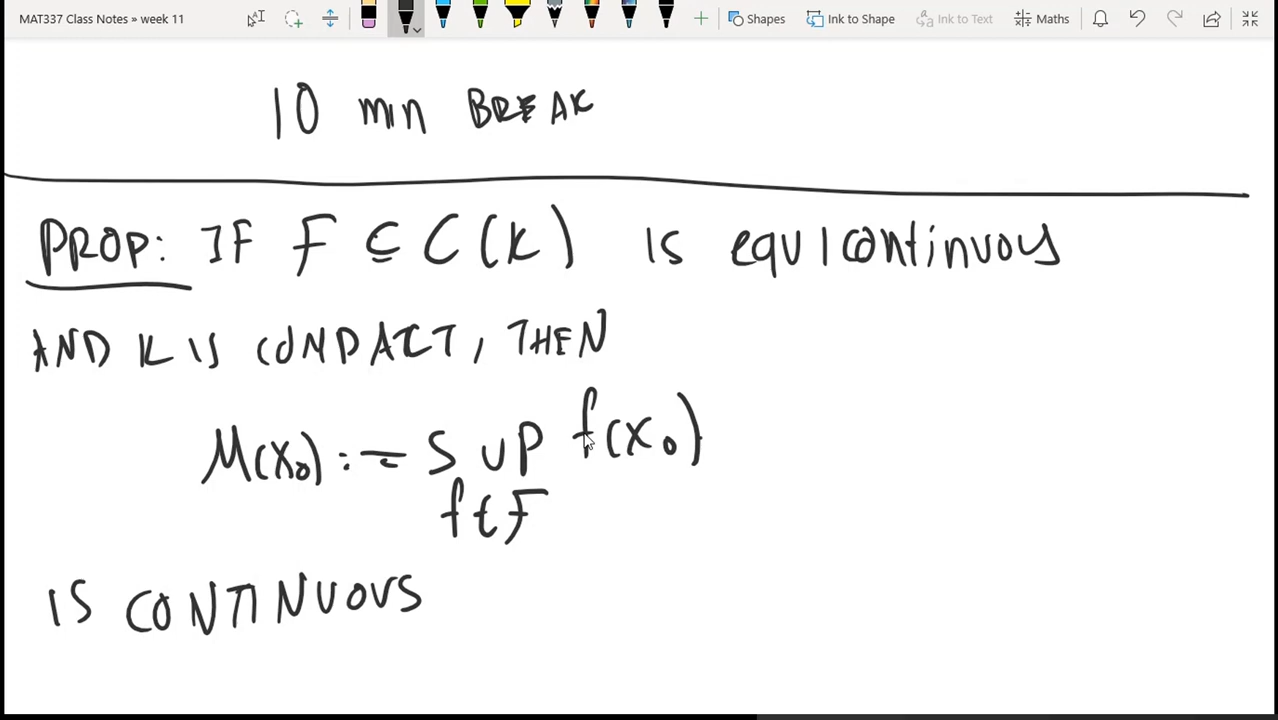 MAT337 Class Notes » week 11
Shapes Ink to Shape Ink to Text Maths
10 min BREAK
PROP: IF F ⊆ C(K) is equicontinuous
AND K IS COMPACT, THEN
M(x₀) := SUP f(x₀)
f∈F
IS CONTINUOUS